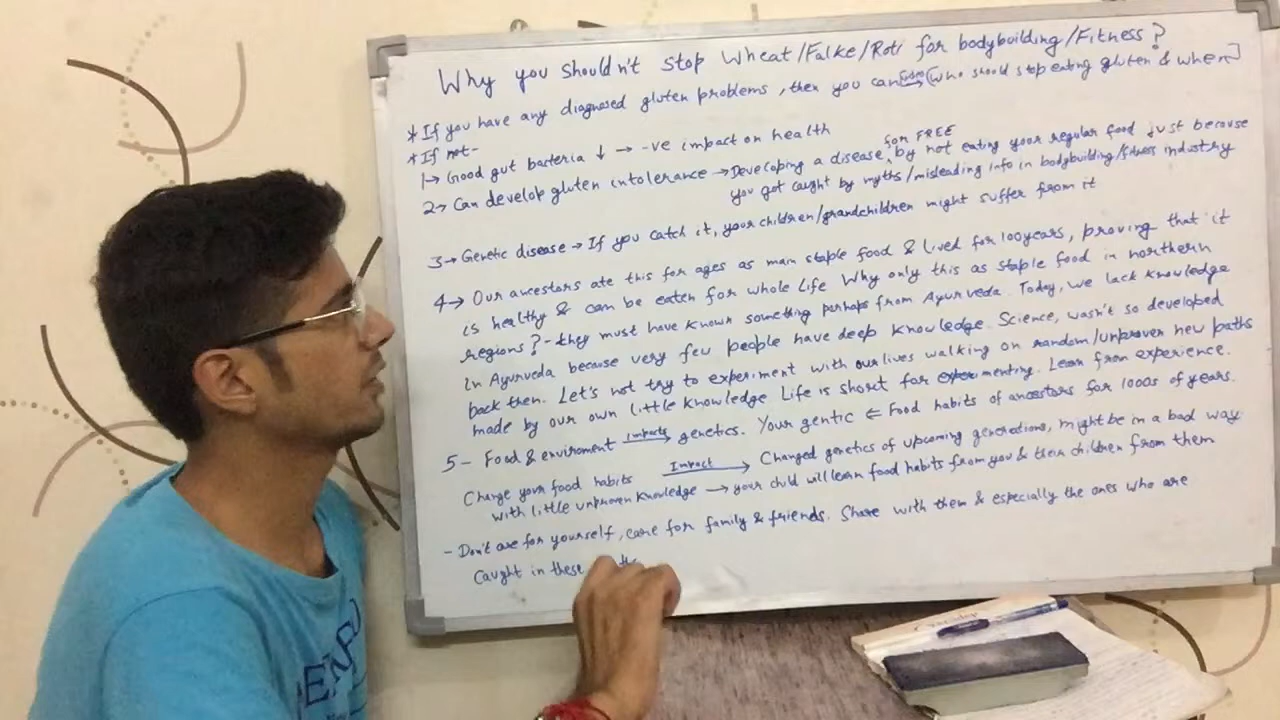 Why you shouldn't stop Wheat/Falke/Roti for bodybuilding/Fitness?
* If you have any diagnosed gluten problems, then you can (who should stop eating gluten & when]
* If not-
1→ Good gut bacteria ↓ → -ve impact on health
2→ Can develop gluten intolerance → Developing a disease, for FREE by not eating your regular food just because
you got caught by myths/misleading info in bodybuilding/fitness industry
3→ Genetic disease → If you catch it, your children/grandchildren might suffer from it
4→ Our ancestors ate this for ages as main staple food & lived for 100years, proving that it
is healthy & can be eaten for whole life Why only this as staple food in northern
regions? - they must have known something perhaps from Ayurveda. Today, we lack knowledge
in Ayurveda because very few people have deep knowledge. Science, wasn't so developed
back then. Let's not try to experiment with our lives walking on random/unproven new paths
made by our own little knowledge Life is short for experimenting. Learn from experience.
5- Food & enviroment Impacts genetics. Your gentic ⇐ Food habits of ancestors for 1000s of years.
Change your food habits Impact → Changed genetics of upcoming generations, might be in a bad way
with little unproven knowledge → your child will learn food habits from you & their children from them
- Don't care for yourself, care for family & friends. Share with them & especially the ones who are
Caught in these